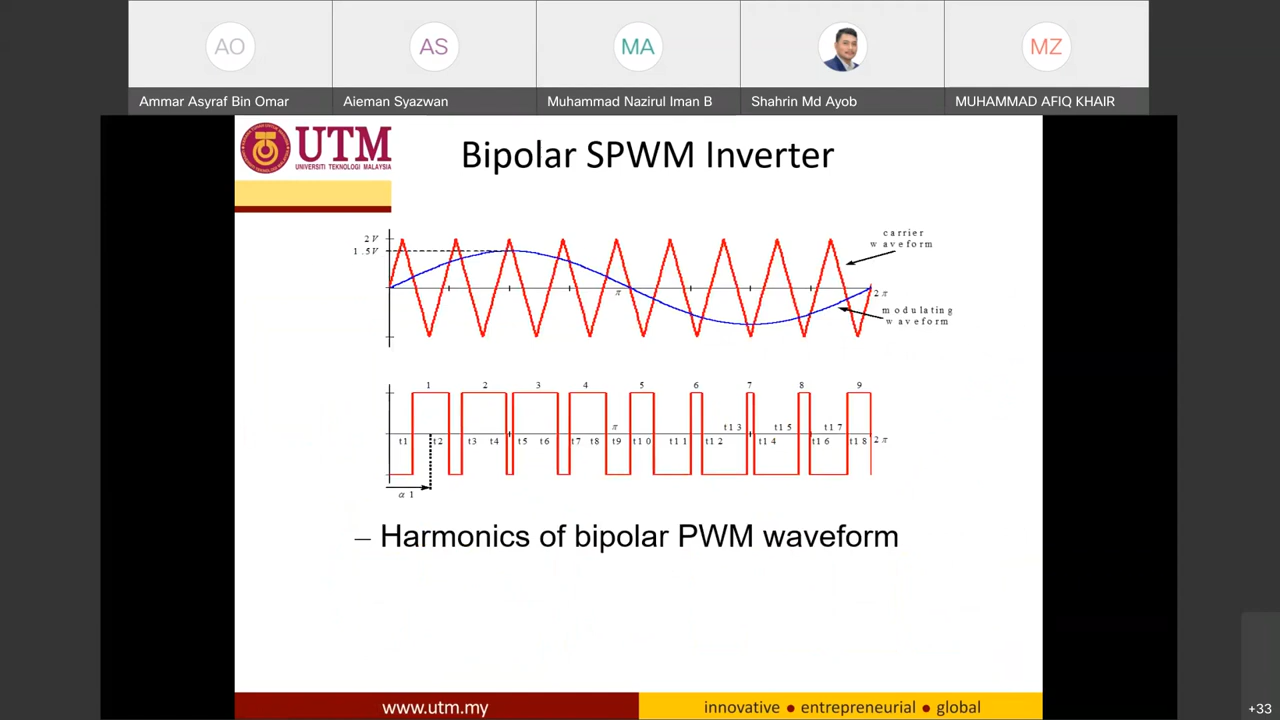 AO
AS
MA
MZ
Ammar Asyraf Bin Omar
Aieman Syazwan
Muhammad Nazirul Iman B
Shahrin Md Ayob
MUHAMMAD AFIQ KHAIR
UTM
UNIVERSITI TEKNOLOGI MALAYSIA
Bipolar SPWM Inverter
2V
1.5V
carrier
waveform
π
2π
modulating
waveform
1 2 3 4 5 6 7 8 9
π t13 t15 t17
t1 t2 t3 t4 t5 t6 t7 t8 t9 t10 t11 t12 t14 t16 t18 2π
α1
– Harmonics of bipolar PWM waveform
www.utm.my
innovative ● entrepreneurial ● global
+33